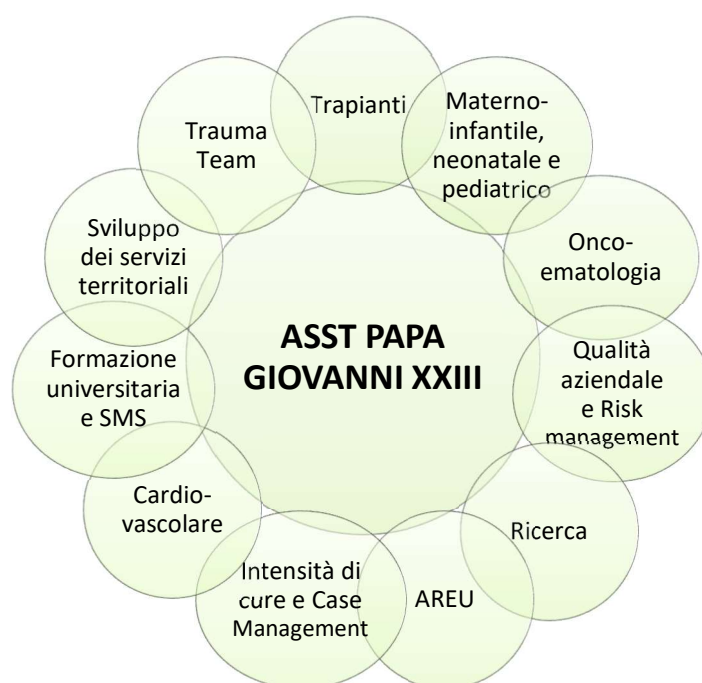 Trapianti
Materno-
infantile,
neonatale e
pediatrico
Onco-
ematologia
Qualità
aziendale
e Risk
management
Ricerca
AREU
Intensità di
cure e Case
Management
Cardio-
vascolare
Formazione
universitaria
e SMS
Sviluppo
dei servizi
territoriali
Trauma
Team
ASST PAPA
GIOVANNI XXIII